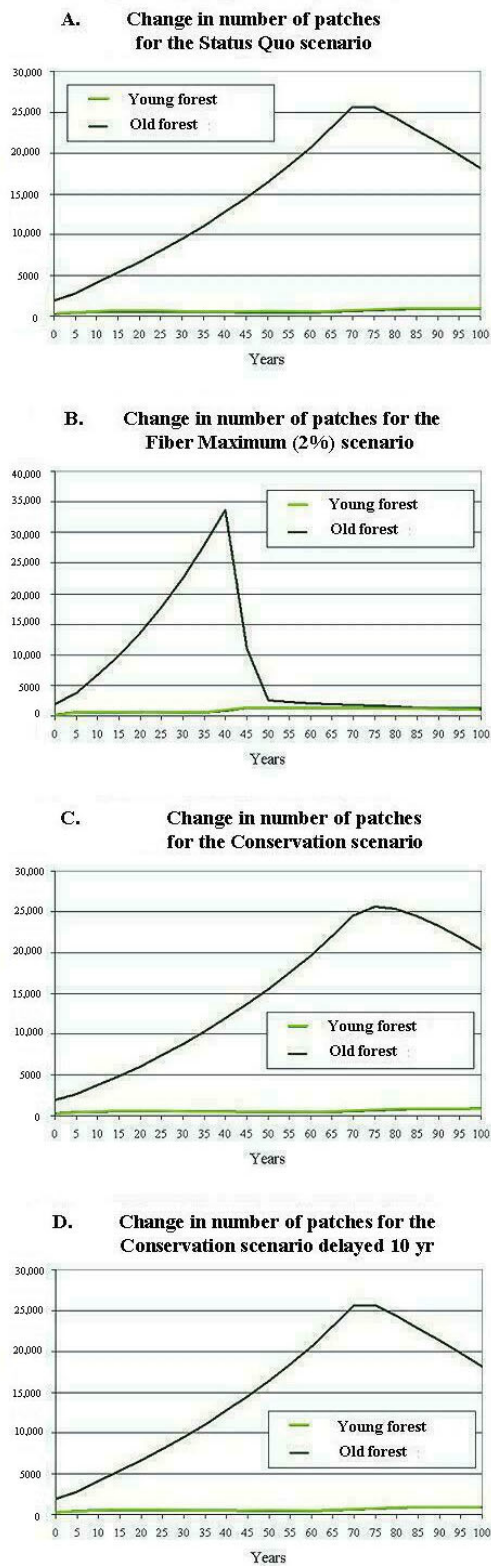 A. Change in number of patches
for the Status Quo scenario
30,000
25,000
20,000
15,000
10,000
5000
0
Young forest
Old forest
0 5 10 15 20 25 30 35 40 45 50 55 60 65 70 75 80 85 90 95 100
Years
B. Change in number of patches for the
Fiber Maximum (2%) scenario
40,000
35,000
30,000
25,000
20,000
15,000
10,000
5000
0
Young forest
Old forest
0 5 10 15 20 25 30 35 40 45 50 55 60 65 70 75 80 85 90 95 100
Years
C. Change in number of patches
for the Conservation scenario
30,000
25,000
20,000
15,000
10,000
5000
0
Young forest
Old forest
0 5 10 15 20 25 30 35 40 45 50 55 60 65 70 75 80 85 90 95 100
Years
D. Change in number of patches for the
Conservation scenario delayed 10 yr
30,000
25,000
20,000
15,000
10,000
5000
0
Young forest
Old forest
0 5 10 15 20 25 30 35 40 45 50 55 60 65 70 75 80 85 90 95 100
Years